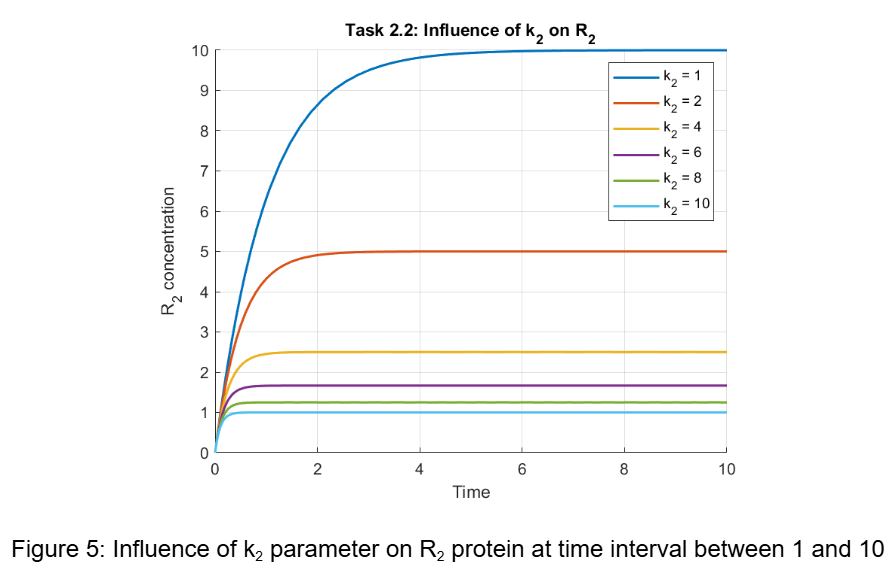 Task 2.2: Influence of k₂ on R₂
10
9
8
7
6
5
4
3
2
1
0
R₂ concentration
k₂ = 1
k₂ = 2
k₂ = 4
k₂ = 6
k₂ = 8
k₂ = 10
0 2 4 6 8 10
Time
Figure 5: Influence of k₂ parameter on R₂ protein at time interval between 1 and 10